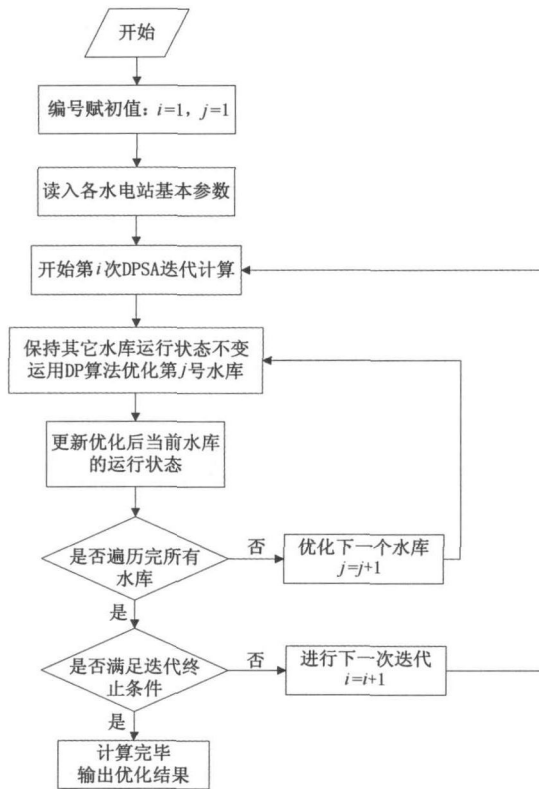 开始
编号赋初值：i=1，j=1
读入各水电站基本参数
开始第i次DPSA迭代计算
保持其它水库运行状态不变
运用DP算法优化第j号水库
更新优化后当前水库
的运行状态
是否遍历完所有
水库
否
优化下一个水库
j=j+1
是
是否满足迭代终
止条件
否
进行下一次迭代
i=i+1
是
计算完毕
输出优化结果